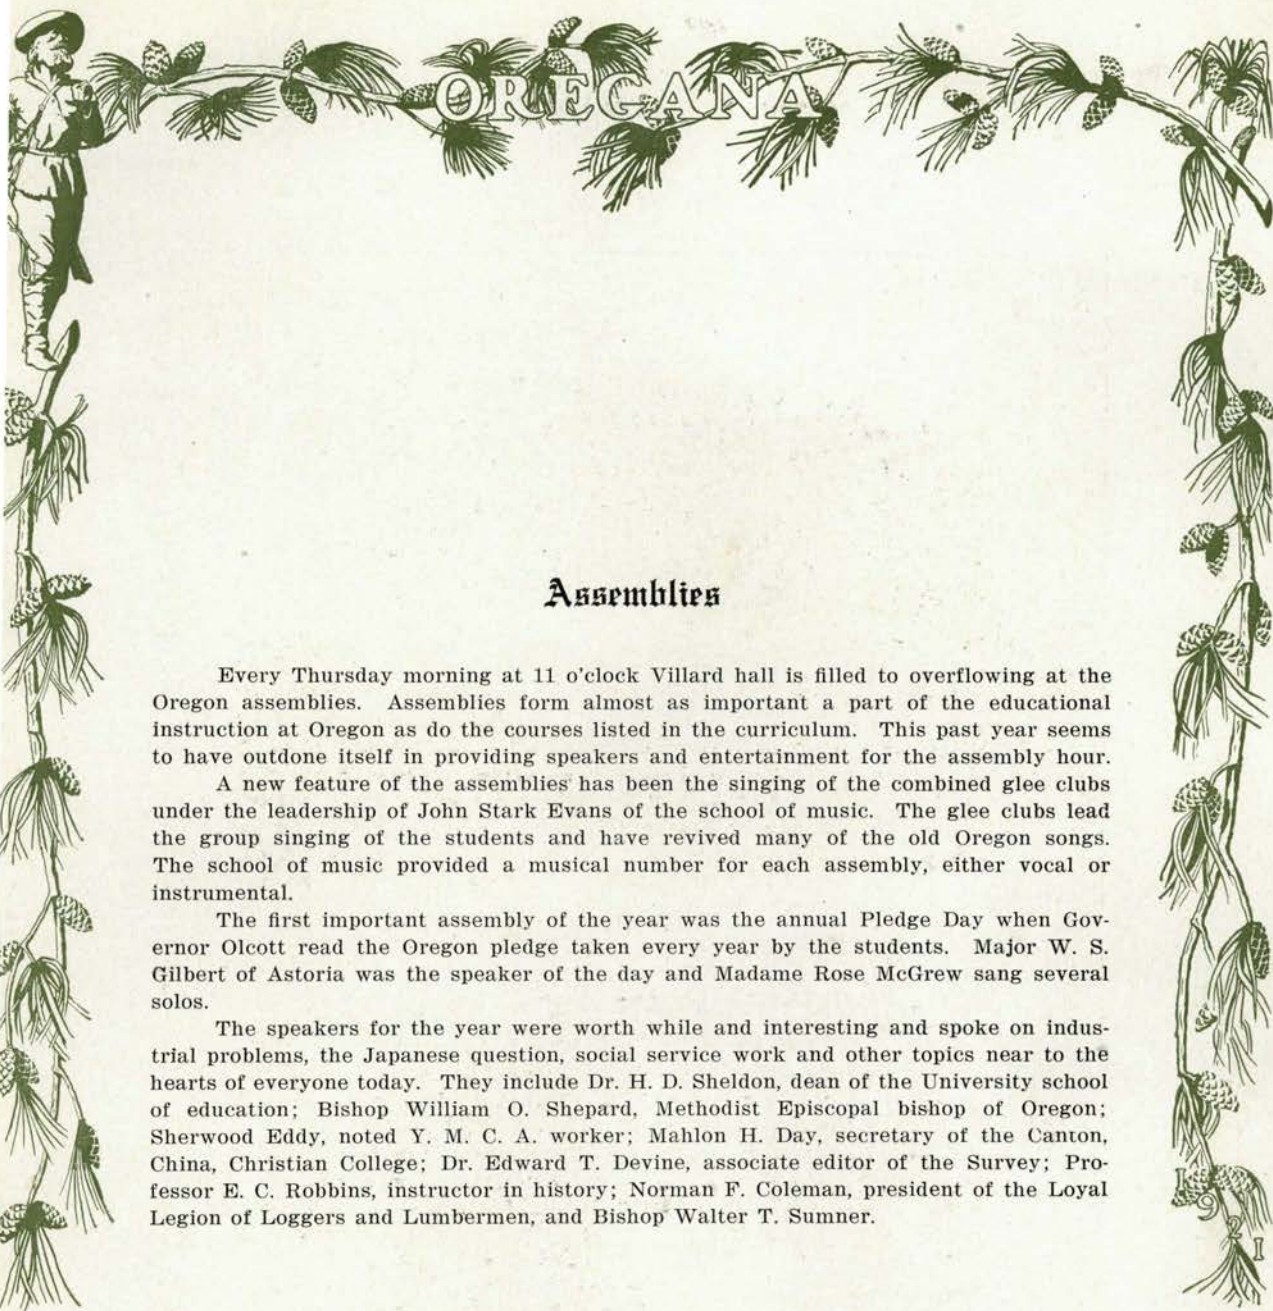 OREGANA
Assemblies
Every Thursday morning at 11 o'clock Villard hall is filled to overflowing at the
Oregon assemblies. Assemblies form almost as important a part of the educational
instruction at Oregon as do the courses listed in the curriculum. This past year seems
to have outdone itself in providing speakers and entertainment for the assembly hour.
A new feature of the assemblies has been the singing of the combined glee clubs
under the leadership of John Stark Evans of the school of music. The glee clubs lead
the group singing of the students and have revived many of the old Oregon songs.
The school of music provided a musical number for each assembly, either vocal or
instrumental.
The first important assembly of the year was the annual Pledge Day when Gov-
ernor Olcott read the Oregon pledge taken every year by the students. Major W. S.
Gilbert of Astoria was the speaker of the day and Madame Rose McGrew sang several
solos.
The speakers for the year were worth while and interesting and spoke on indus-
trial problems, the Japanese question, social service work and other topics near to the
hearts of everyone today. They include Dr. H. D. Sheldon, dean of the University school
of education; Bishop William O. Shepard, Methodist Episcopal bishop of Oregon;
Sherwood Eddy, noted Y. M. C. A. worker; Mahlon H. Day, secretary of the Canton,
China, Christian College; Dr. Edward T. Devine, associate editor of the Survey; Pro-
fessor E. C. Robbins, instructor in history; Norman F. Coleman, president of the Loyal
Legion of Loggers and Lumbermen, and Bishop Walter T. Sumner.
1921